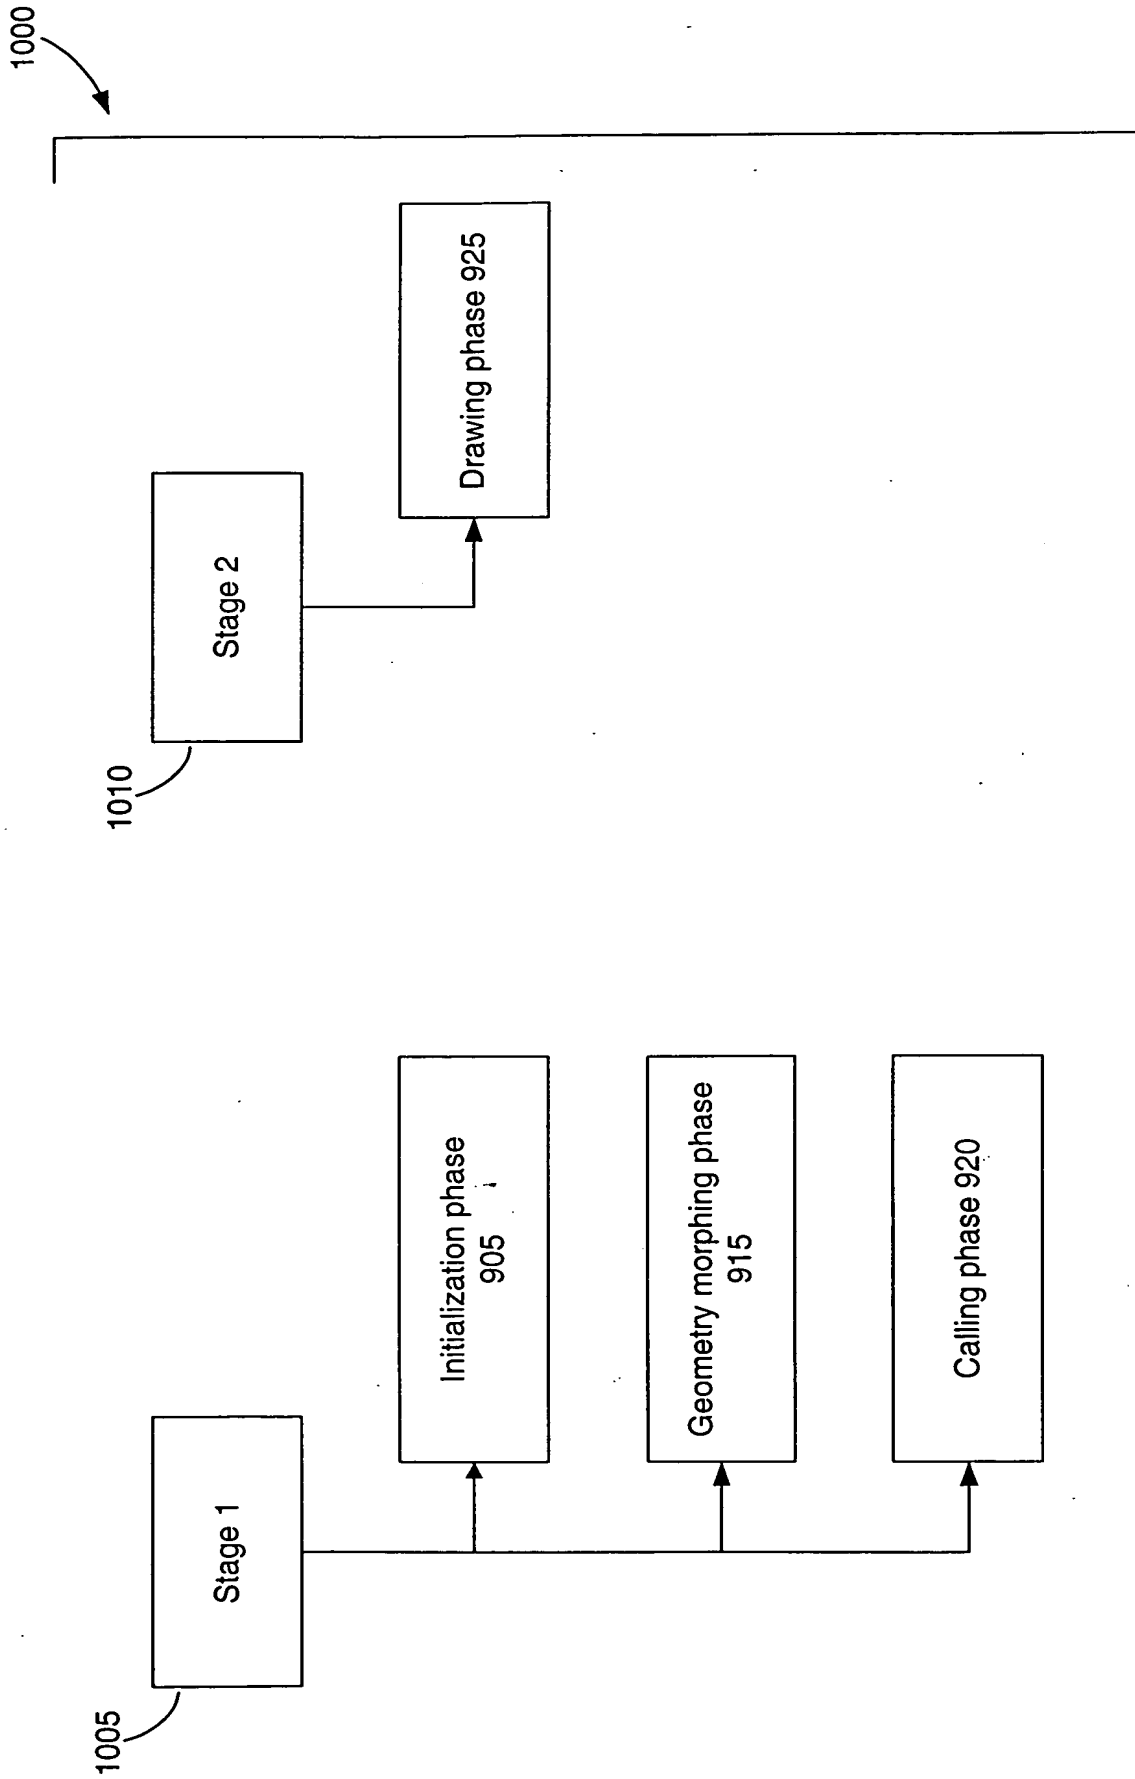 1000
1005
Stage 1
1010
Stage 2
Initialization phase
905
Drawing phase 925
Geometry morphing phase
915
Calling phase 920